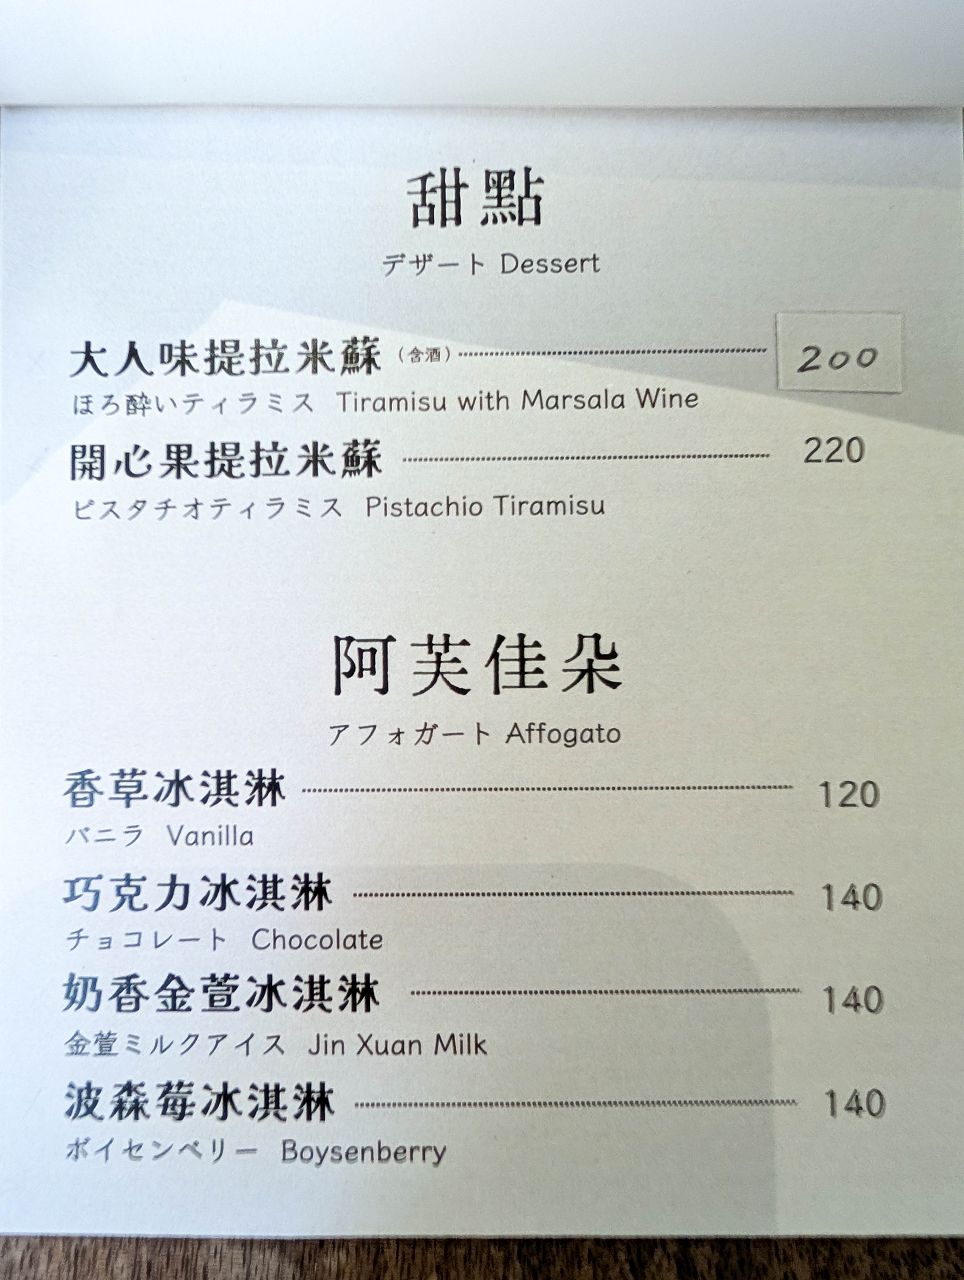 甜點
デザート Dessert
大人味提拉米蘇（含酒） 200
ほろ酔いティラミス Tiramisu with Marsala Wine
開心果提拉米蘇 220
ピスタチオティラミス Pistachio Tiramisu
阿芙佳朵
アフォガート Affogato
香草冰淇淋 120
バニラ Vanilla
巧克力冰淇淋 140
チョコレート Chocolate
奶香金萱冰淇淋 140
金萱ミルクアイス Jin Xuan Milk
波森莓冰淇淋 140
ボイセンベリー Boysenberry